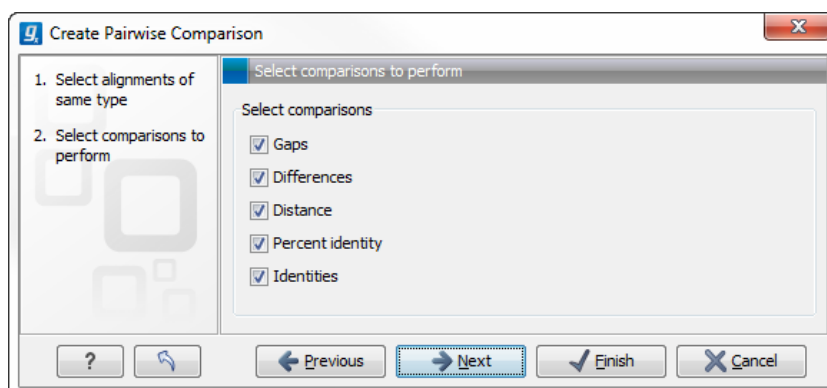 Create Pairwise Comparison
1. Select alignments of
same type
2. Select comparisons to
perform
Select comparisons to perform
Select comparisons
Gaps
Differences
Distance
Percent identity
Identities
?
Previous
Next
Finish
Cancel